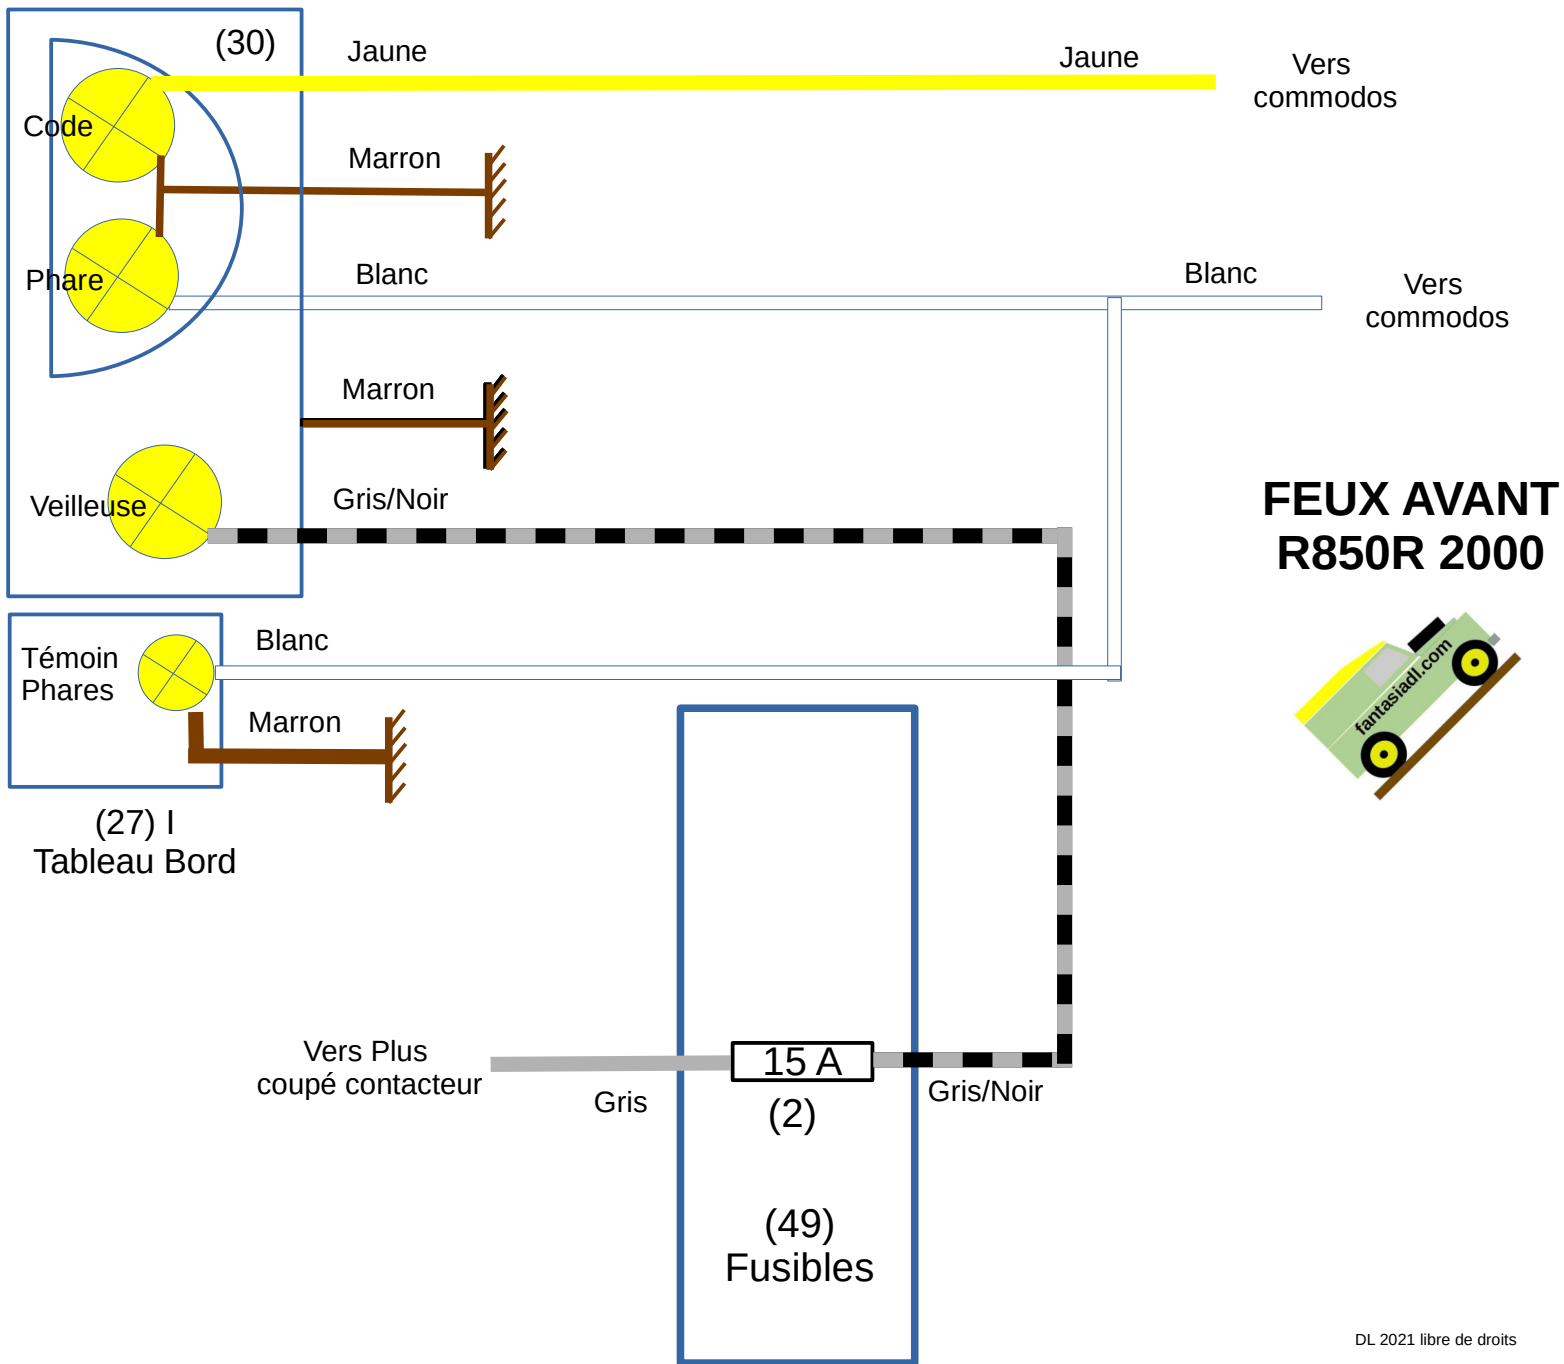 (30)
Jaune
Jaune
Vers
commodos
Code
Marron
Phare
Blanc
Blanc
Vers
commodos
Marron
Veilleuse
Gris/Noir
FEUX AVANT
R850R 2000
Témoin
Phares
Blanc
Marron
fantasiadl.com
(27) I
Tableau Bord
Vers Plus
coupé contacteur
Gris
15 A
(2)
Gris/Noir
(49)
Fusibles
DL 2021 libre de droits